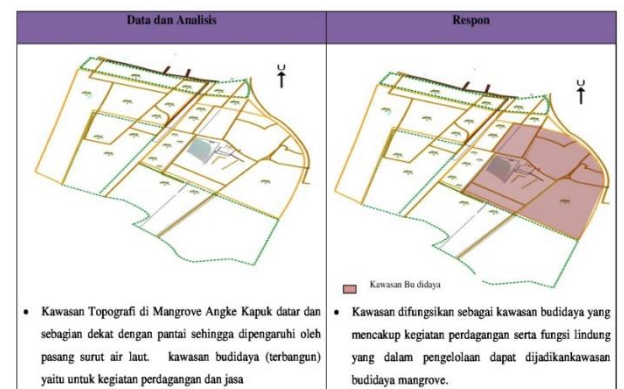 Data dan Analisis
Respon
U
U
Kawasan Bu didaya
• Kawasan Topografi di Mangrove Angke Kapuk datar dan
sebagian dekat dengan pantai sehingga dipengaruhi oleh
pasang surut air laut. kawasan budidaya (terbangun)
yaitu untuk kegiatan perdagangan dan jasa
• Kawasan difungsikan sebagai kawasan budidaya yang
mencakup kegiatan perdagangan serta fungsi lindung
yang dalam pengelolaan dapat dijadikankawasan
budidaya mangrove.